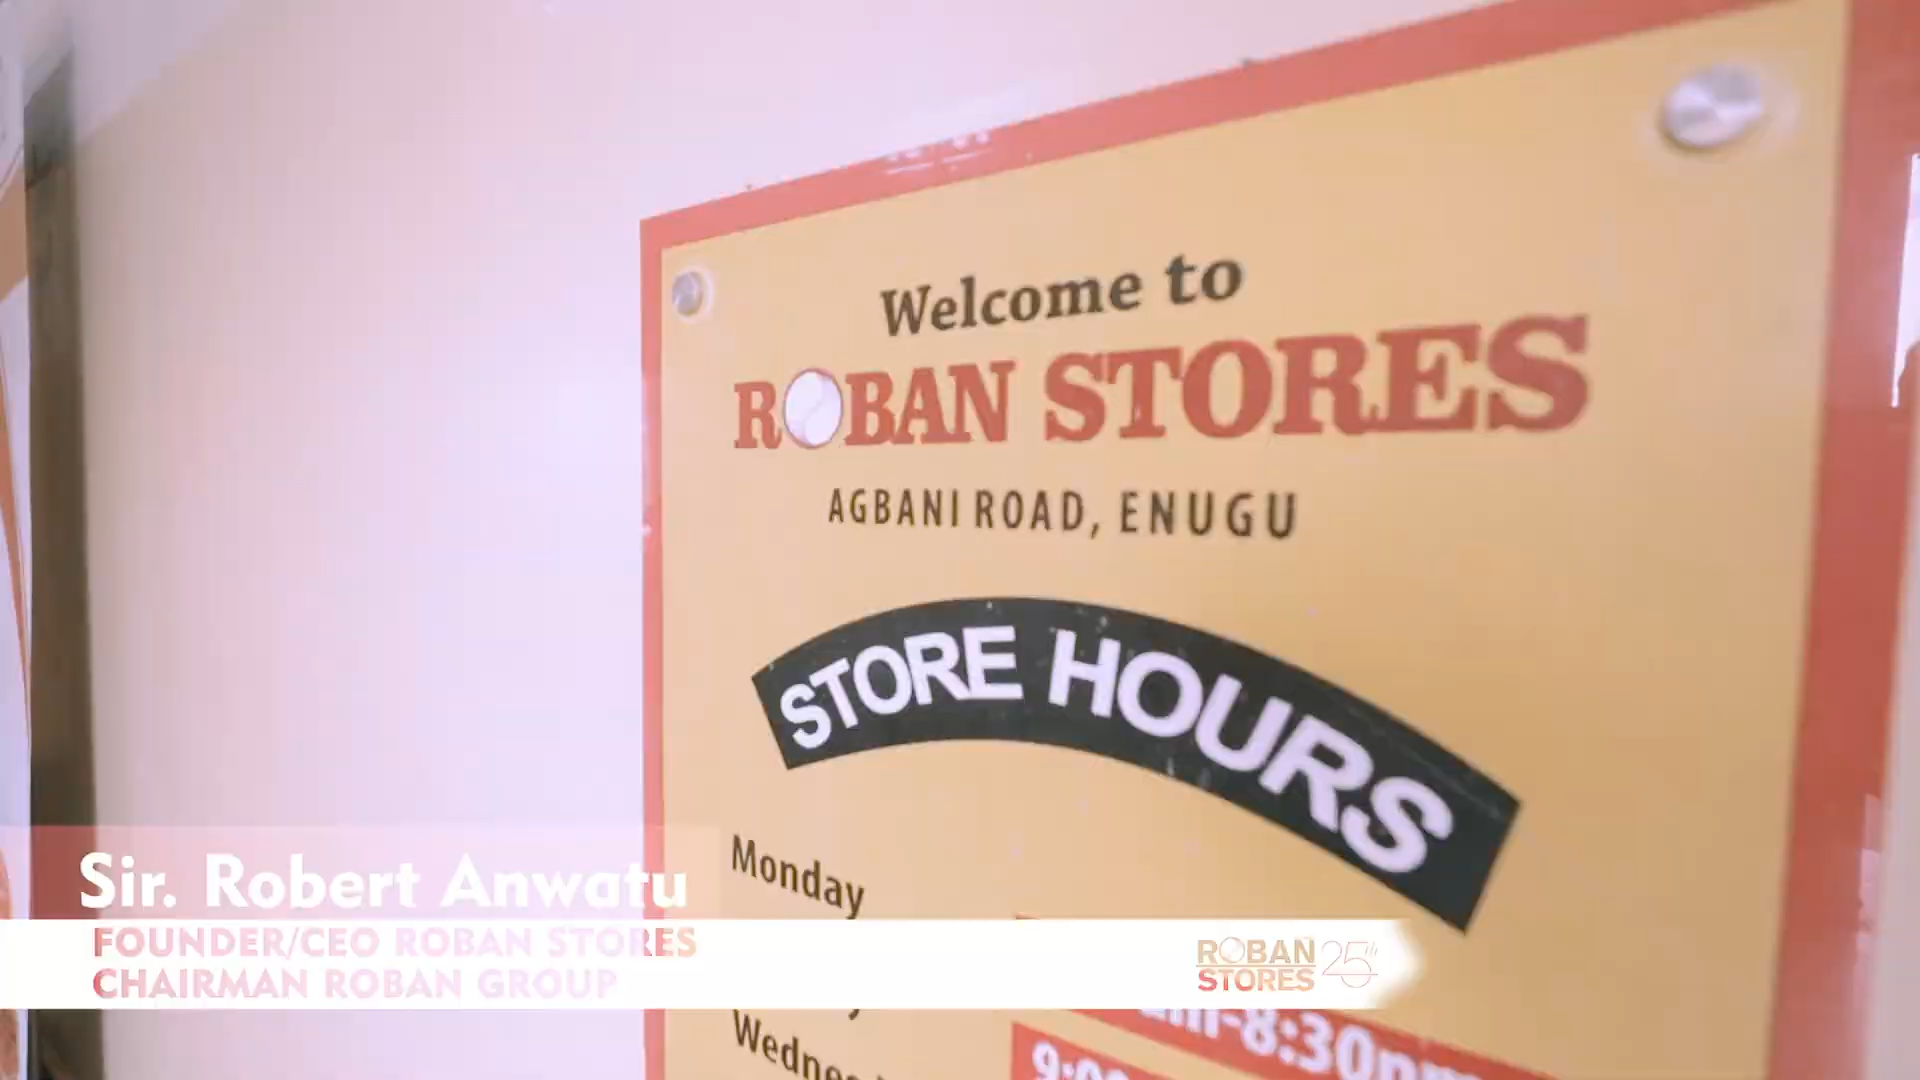 Welcome to
ROBAN STORES
AGBANI ROAD, ENUGU
STORE HOURS
Monday
Sir. Robert Anwatu
FOUNDER/CEO ROBAN STORES
CHAIRMAN ROBAN GROUP
ROBAN
STORES
25th